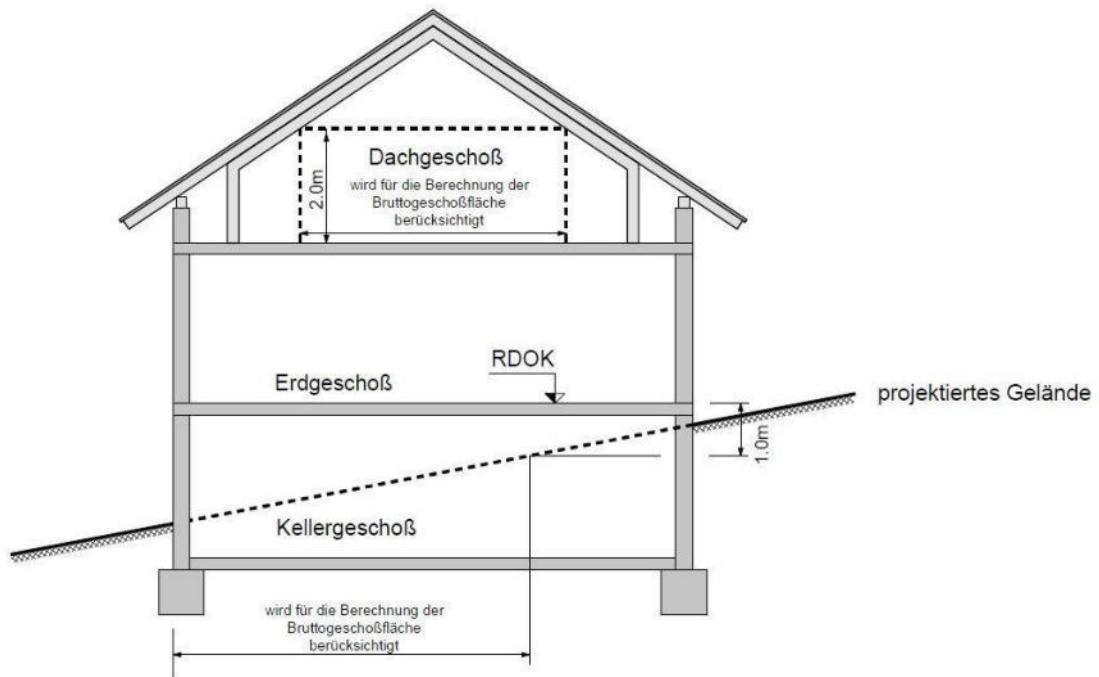 Dachgeschoß
wird für die Berechnung der
Bruttogeschoßfläche
berücksichtigt
2.0m
RDOK
Erdgeschoß
projektiertes Gelände
1.0m
Kellergeschoß
wird für die Berechnung der
Bruttogeschoßfläche
berücksichtigt